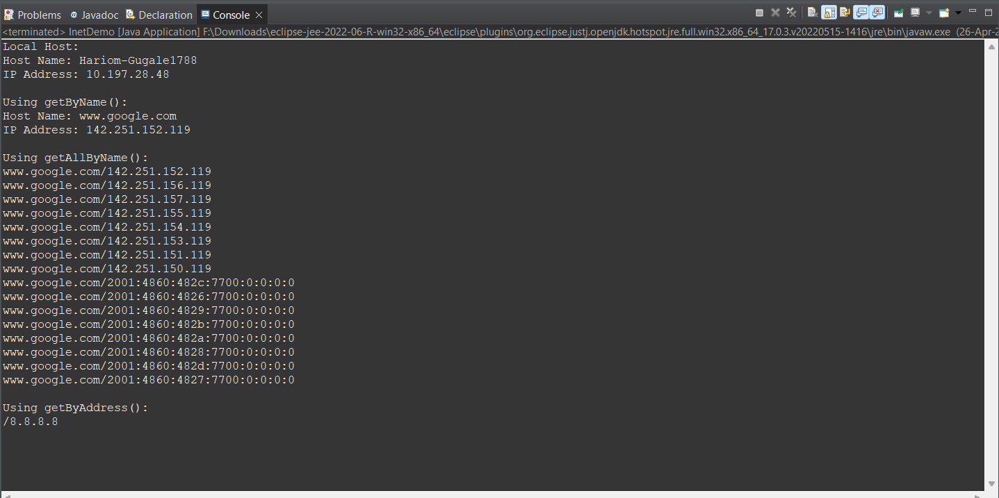 Problems Javadoc Declaration Console
<terminated> InetDemo [Java Application] F:\Downloads\eclipse-jee-2022-06-R-win32-x86_64\eclipse\plugins\org.eclipse.justj.openjdk.hotspot.jre.full.win32.x86_64_17.0.3.v20220515-1416\jre\bin\javaw.exe (26-Apr-2
Local Host:
Host Name: Hariom-Gugale1788
IP Address: 10.197.28.48
Using getByName():
Host Name: www.google.com
IP Address: 142.251.152.119
Using getAllByName():
www.google.com/142.251.152.119
www.google.com/142.251.156.119
www.google.com/142.251.157.119
www.google.com/142.251.155.119
www.google.com/142.251.154.119
www.google.com/142.251.153.119
www.google.com/142.251.151.119
www.google.com/142.251.150.119
www.google.com/2001:4860:482c:7700:0:0:0:0
www.google.com/2001:4860:4826:7700:0:0:0:0
www.google.com/2001:4860:4829:7700:0:0:0:0
www.google.com/2001:4860:482b:7700:0:0:0:0
www.google.com/2001:4860:482a:7700:0:0:0:0
www.google.com/2001:4860:4828:7700:0:0:0:0
www.google.com/2001:4860:482d:7700:0:0:0:0
www.google.com/2001:4860:4827:7700:0:0:0:0
Using getByAddress():
/8.8.8.8